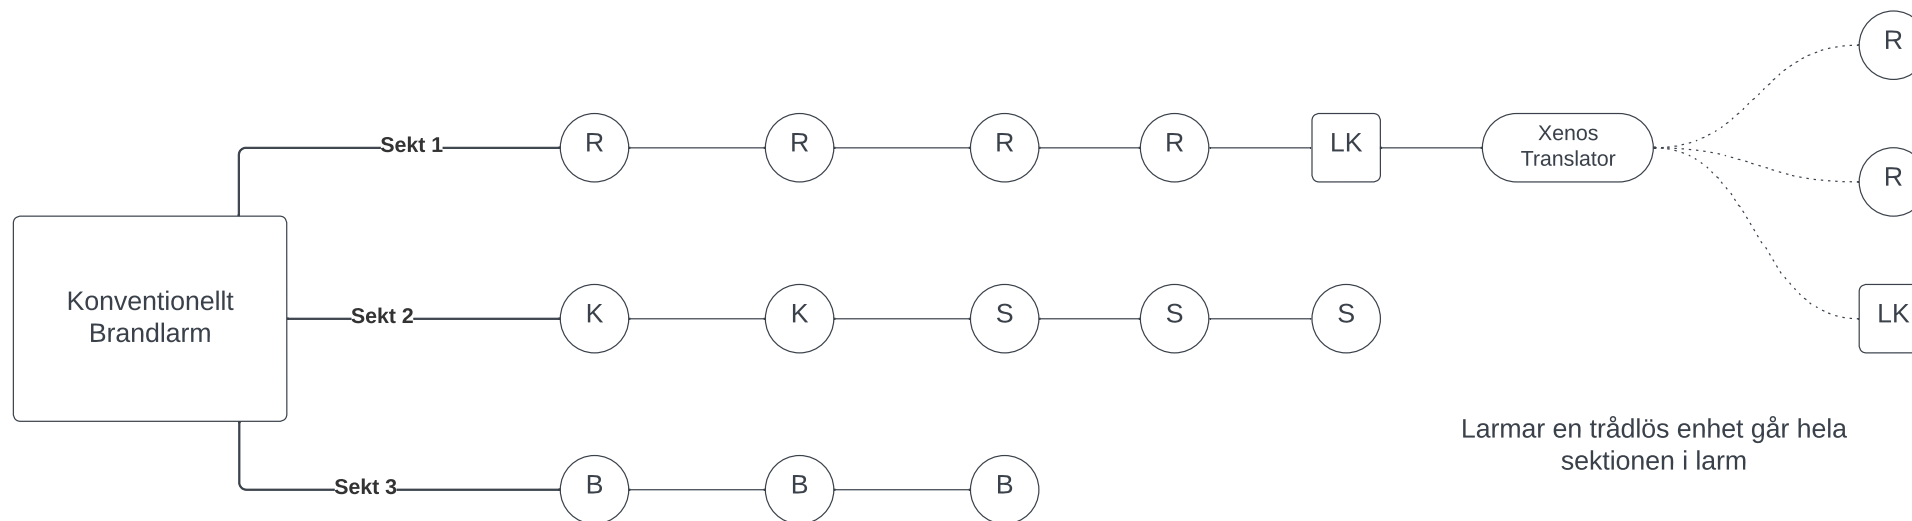 R
Sekt 1
R
R
R
R
LK
Xenos
Translator
R
Konventionellt
Brandlarm
Sekt 2
K
K
S
S
S
LK
Larmar en trådlös enhet går hela
sektionen i larm
Sekt 3
B
B
B